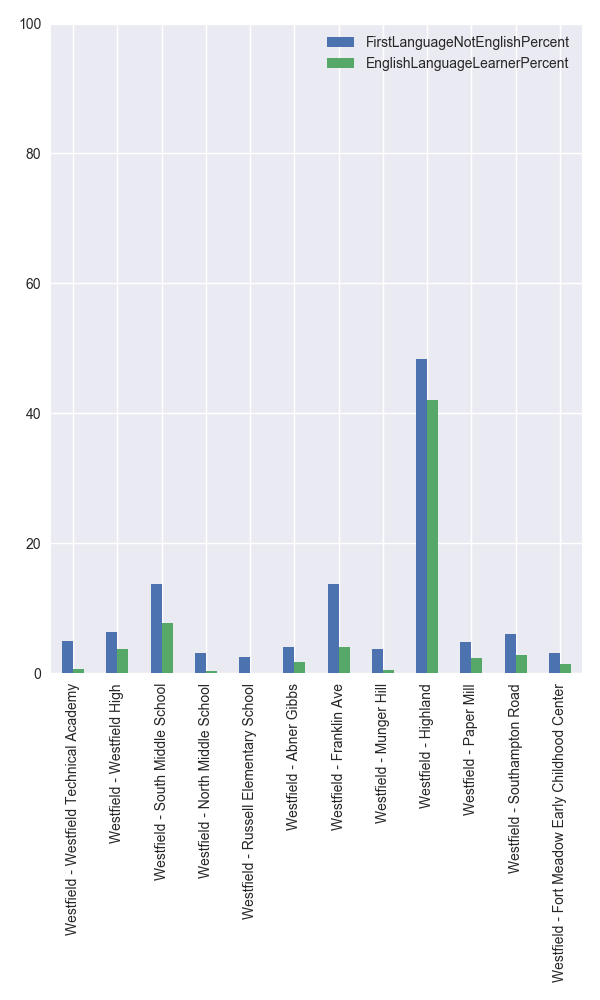 100
80
60
40
20
0
FirstLanguageNotEnglishPercent
EnglishLanguageLearnerPercent
Westfield - Westfield Technical Academy
Westfield - Westfield High
Westfield - South Middle School
Westfield - North Middle School
Westfield - Russell Elementary School
Westfield - Abner Gibbs
Westfield - Franklin Ave
Westfield - Munger Hill
Westfield - Highland
Westfield - Paper Mill
Westfield - Southampton Road
Westfield - Fort Meadow Early Childhood Center